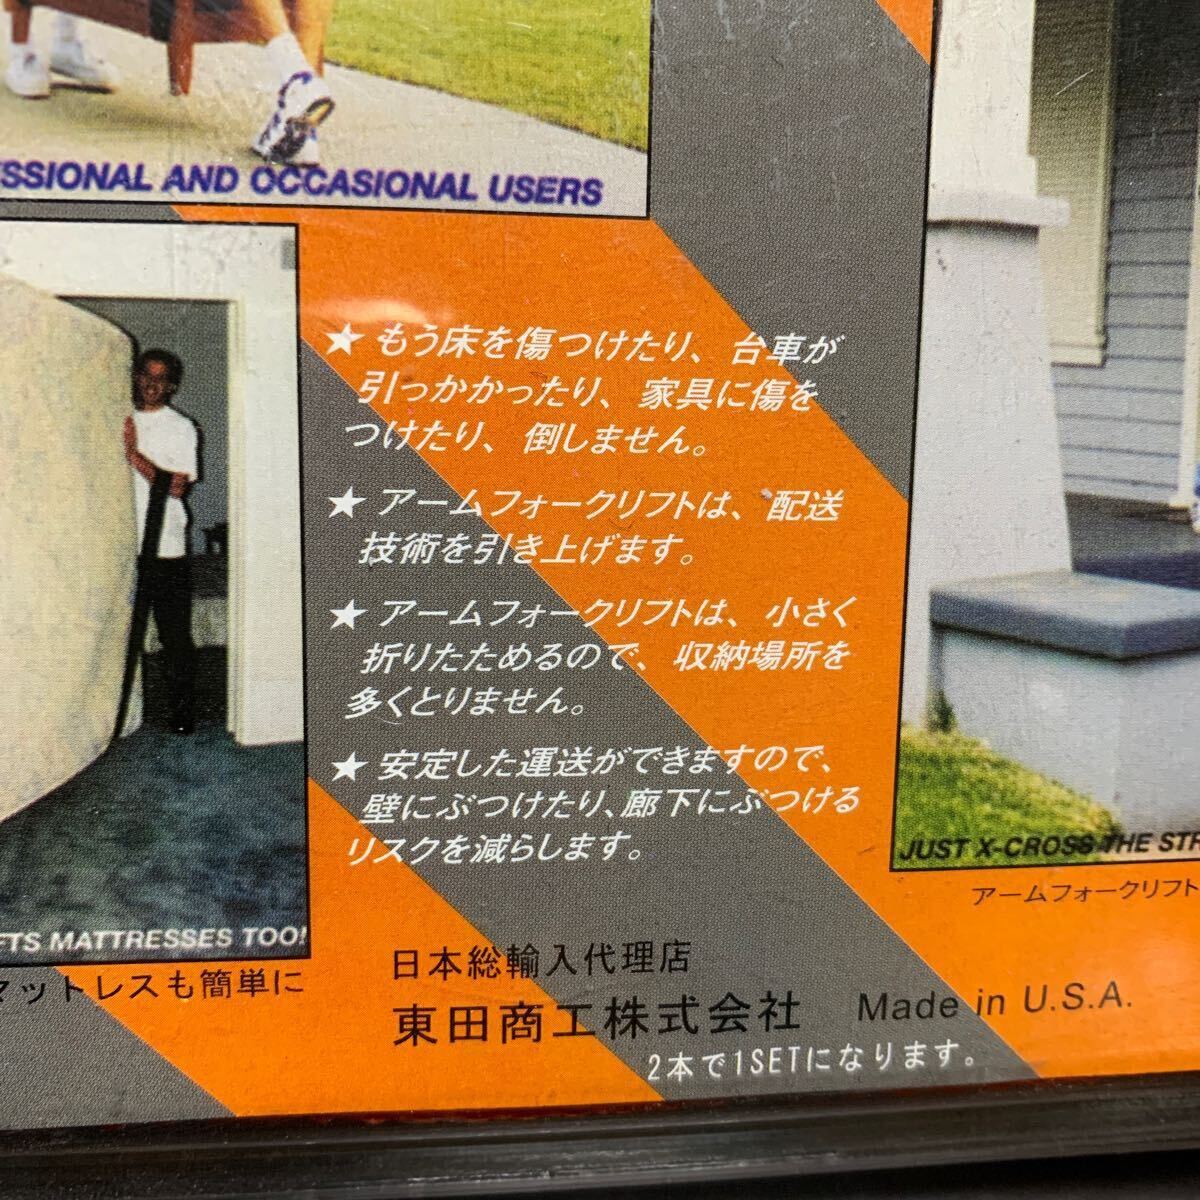 AND OCCASIONAL USERS
★ もう床を傷つけたり、台車が
引っかかったり、家具に傷を
つけたり、倒しません。
★ アームフォークリフトは、配送
技術を引き上げます。
★ アームフォークリフトは、小さく
折りたためるので、収納場所を
多くとりません。
★ 安定した運送ができますので、
壁にぶつけたり、廊下にぶつける
リスクを減らします。
MATTRESSES TOO!
マットレスも簡単に
JUST X-CROSS THE
アームフォークリフト
日本総輸入代理店
東田商工株式会社 Made in U.S.A.
2本で1SETになります。